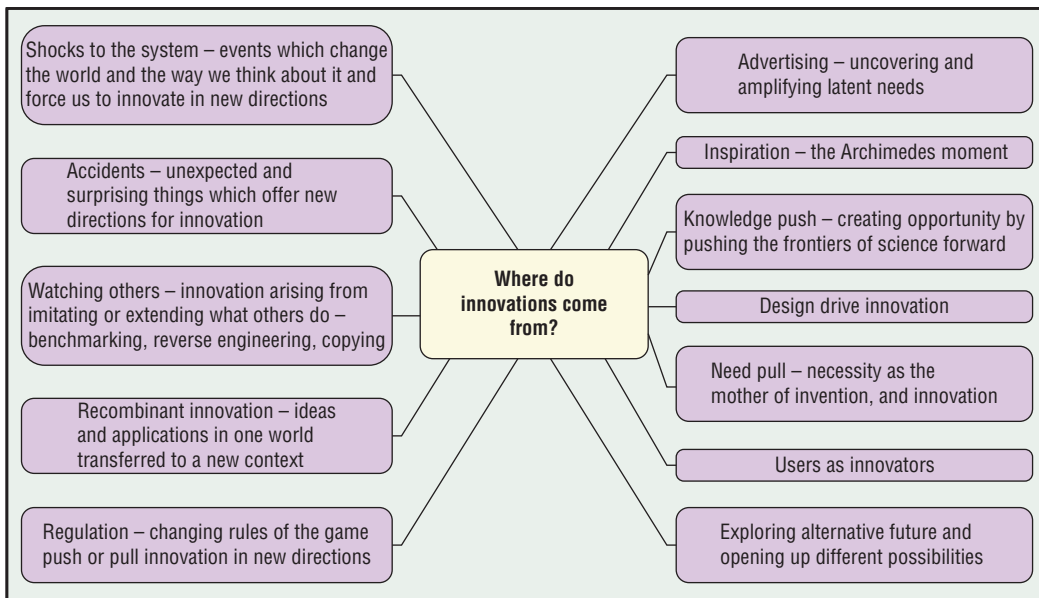 Shocks to the system – events which change
the world and the way we think about it and
force us to innovate in new directions
Accidents – unexpected and
surprising things which offer new
directions for innovation
Watching others – innovation arising from
imitating or extending what others do –
benchmarking, reverse engineering, copying
Recombinant innovation – ideas
and applications in one world
transferred to a new context
Regulation – changing rules of the game
push or pull innovation in new directions
Where do
innovations come
from?
Advertising – uncovering and
amplifying latent needs
Inspiration – the Archimedes moment
Knowledge push – creating opportunity by
pushing the frontiers of science forward
Design drive innovation
Need pull – necessity as the
mother of invention, and innovation
Users as innovators
Exploring alternative future and
opening up different possibilities